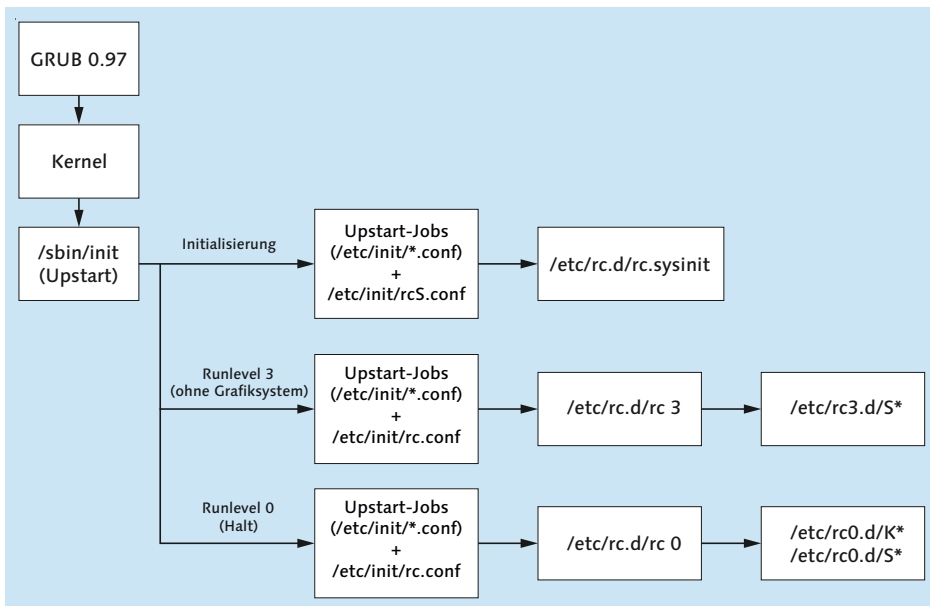 GRUB 0.97
Kernel
/sbin/init
(Upstart)
Initialisierung
Upstart-Jobs
(/etc/init/*.conf)
+
/etc/init/rcS.conf
/etc/rc.d/rc.sysinit
Runlevel 3
(ohne Grafiksystem)
Upstart-Jobs
(/etc/init/*.conf)
+
/etc/init/rc.conf
/etc/rc.d/rc 3
/etc/rc3.d/S*
Runlevel 0
(Halt)
Upstart-Jobs
(/etc/init/*.conf)
+
/etc/init/rc.conf
/etc/rc.d/rc 0
/etc/rc0.d/K*
/etc/rc0.d/S*